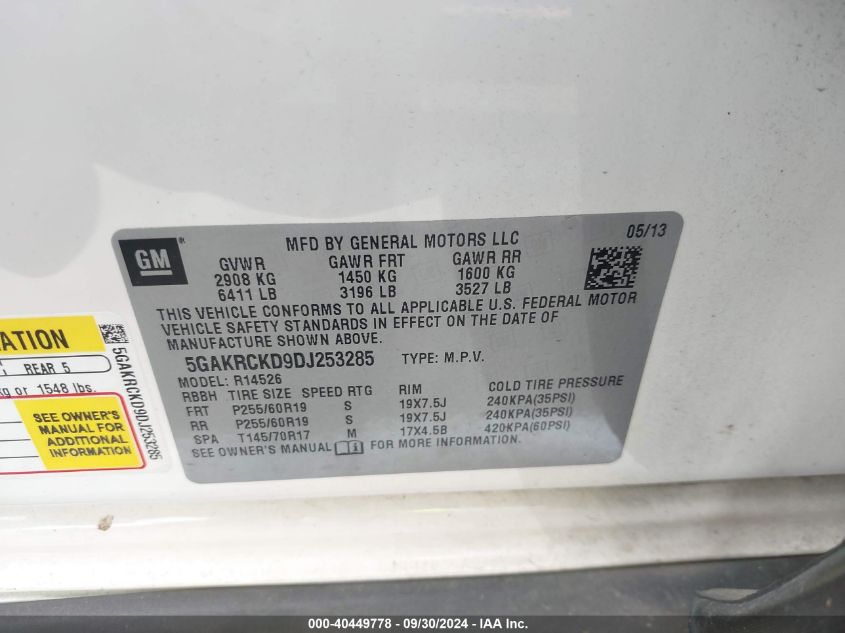 GM
MFD BY GENERAL MOTORS LLC
05/13
GVWR GAWR FRT GAWR RR
2908 KG 1450 KG 1600 KG
6411 LB 3196 LB 3527 LB
THIS VEHICLE CONFORMS TO ALL APPLICABLE U.S. FEDERAL MOTOR
VEHICLE SAFETY STANDARDS IN EFFECT ON THE DATE OF
MANUFACTURE SHOWN ABOVE.
5GAKRCKD9DJ253285 TYPE: M.P.V.
MODEL: R14526
RBBH TIRE SIZE SPEED RTG RIM COLD TIRE PRESSURE
FRT P255/60R19 S 19X7.5J 240KPA(35PSI)
RR P255/60R19 S 19X7.5J 240KPA(35PSI)
SPA T145/70R17 M 17X4.5B 420KPA(60PSI)
SEE OWNER'S MANUAL FOR MORE INFORMATION.
REAR 5
kg or 1548 lbs.
SEE OWNER'S
MANUAL FOR
ADDITIONAL
INFORMATION
5GAKRCKD9DJ253285
000-40449778 - 09/30/2024 - IAA Inc.